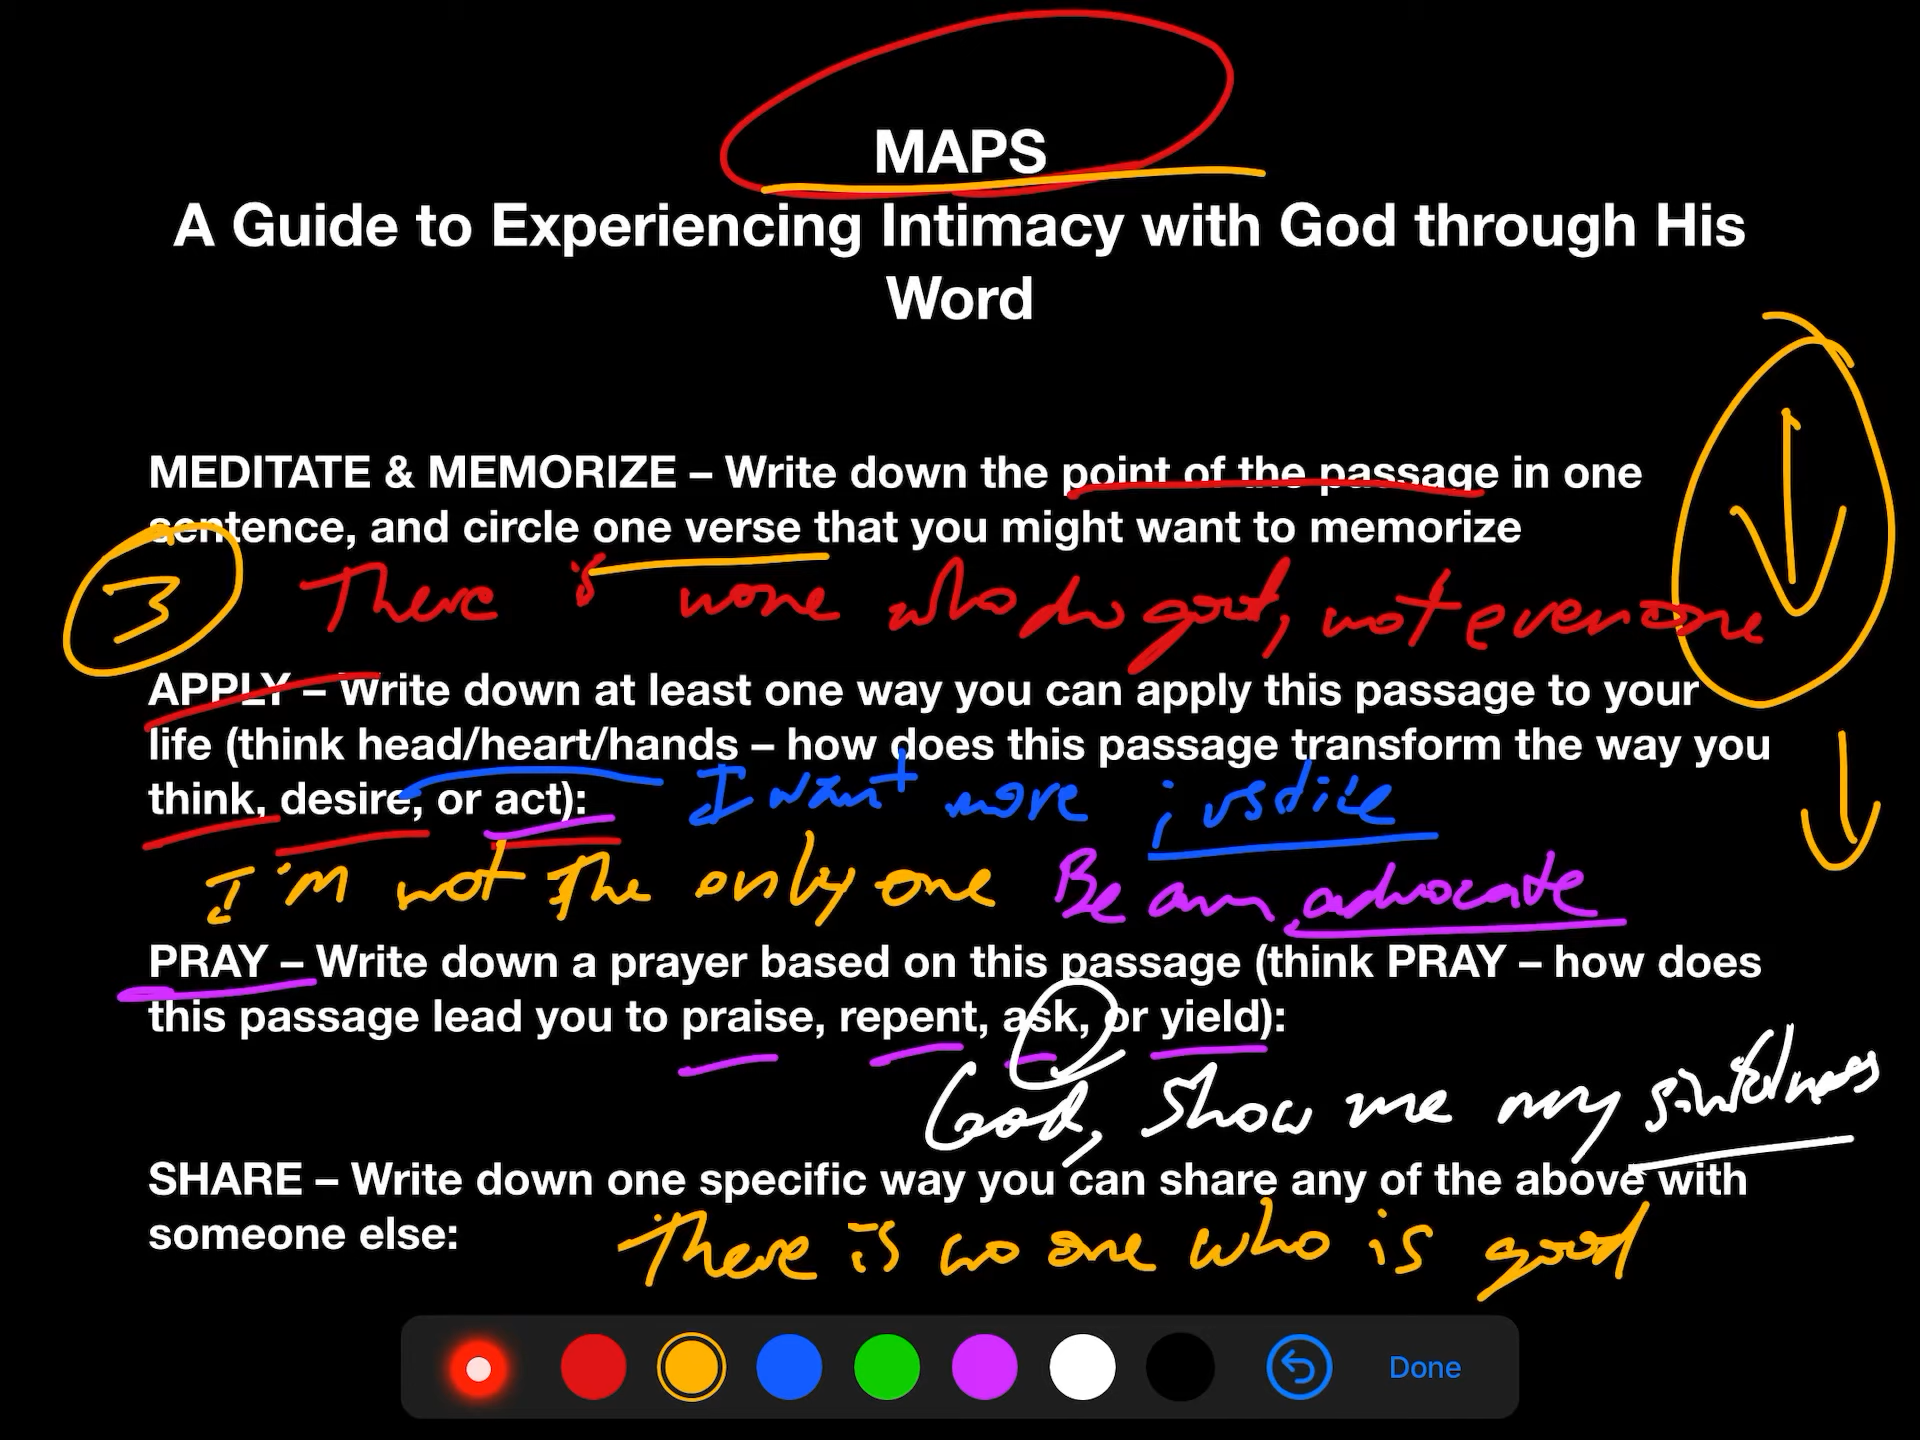 MAPS
A Guide to Experiencing Intimacy with God through His
Word
MEDITATE & MEMORIZE – Write down the point of the passage in one
sentence, and circle one verse that you might want to memorize
3 There is none who do good, not even one
APPLY – Write down at least one way you can apply this passage to your
life (think head/heart/hands – how does this passage transform the way you
think, desire, or act): I want more justice
I'm not the only one Be an advocate
PRAY – Write down a prayer based on this passage (think PRAY – how does
this passage lead you to praise, repent, ask, or yield):
God, show me my sinfulness
SHARE – Write down one specific way you can share any of the above with
someone else: There is no one who is good
Done